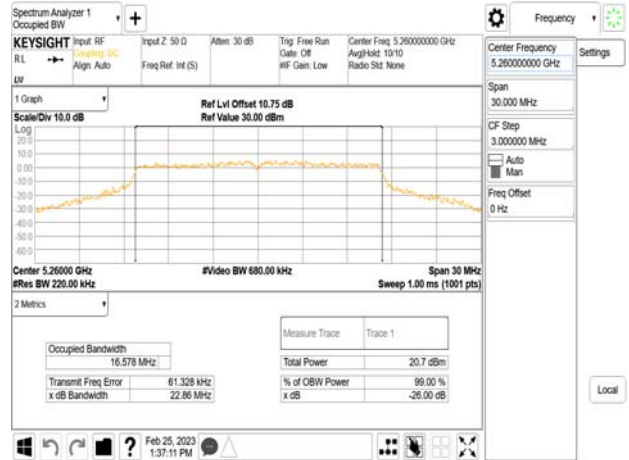 Spectrum Analyzer 1
Occupied BW
Frequency
KEYSIGHT
RL
Input: RF
Coupling: DC
Align: Auto
Input Z: 50 Ω
Freq Ref: Int (S)
Atten: 30 dB
Trig: Free Run
Gate: Off
#IF Gain: Low
Center Freq: 5.260000000 GHz
Avg|Hold: 10/10
Radio Std: None
Center Frequency
5.260000000 GHz
Settings
Span
30.000 MHz
CF Step
3.000000 MHz
Auto
Man
Freq Offset
0 Hz
Local
1 Graph
Scale/Div 10.0 dB
Ref Lvl Offset 10.75 dB
Ref Value 30.00 dBm
Log
20.0
10.0
0.00
-10.0
-20.0
-30.0
-40.0
-50.0
-60.0
Center 5.26000 GHz
#Video BW 680.00 kHz
Span 30 MHz
#Res BW 220.00 kHz
Sweep 1.00 ms (1001 pts)
2 Metrics
Measure Trace
Trace 1
Occupied Bandwidth
16.578 MHz
Total Power
20.7 dBm
Transmit Freq Error
61.328 kHz
% of OBW Power
99.00 %
x dB Bandwidth
22.86 MHz
x dB
-26.00 dB
Feb 25, 2023
1:37:11 PM